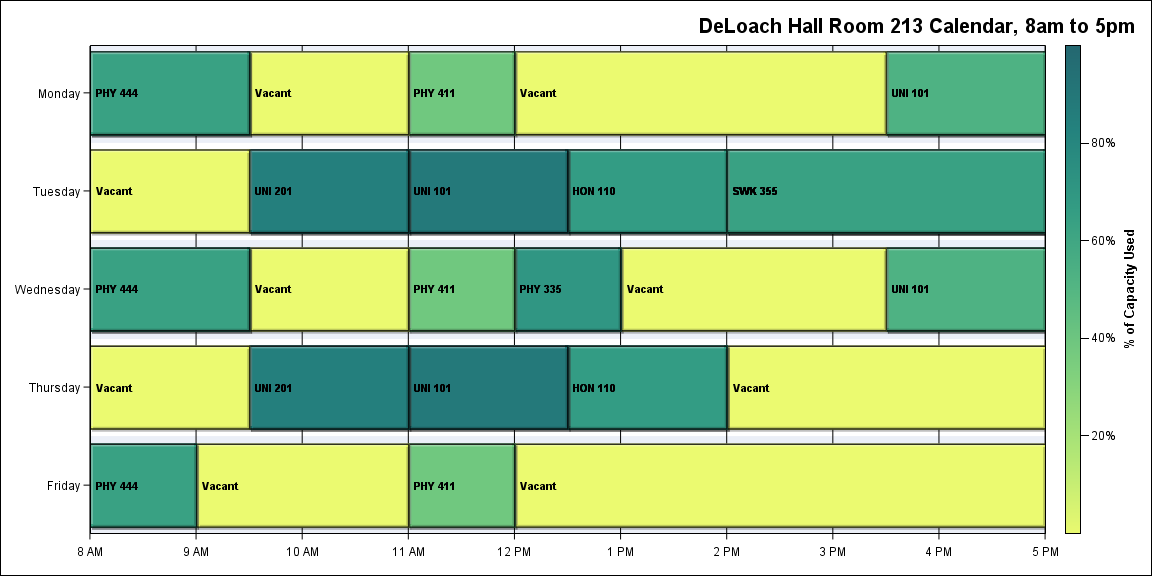 DeLoach Hall Room 213 Calendar, 8am to 5pm
Monday PHY 444 Vacant PHY 411 Vacant UNI 101
Tuesday Vacant UNI 201 UNI 101 HON 110 SWK 355
Wednesday PHY 444 Vacant PHY 411 PHY 335 Vacant UNI 101
Thursday Vacant UNI 201 UNI 101 HON 110 Vacant
Friday PHY 444 Vacant PHY 411 Vacant
8 AM 9 AM 10 AM 11 AM 12 PM 1 PM 2 PM 3 PM 4 PM 5 PM
80%
60%
40%
20%
% of Capacity Used